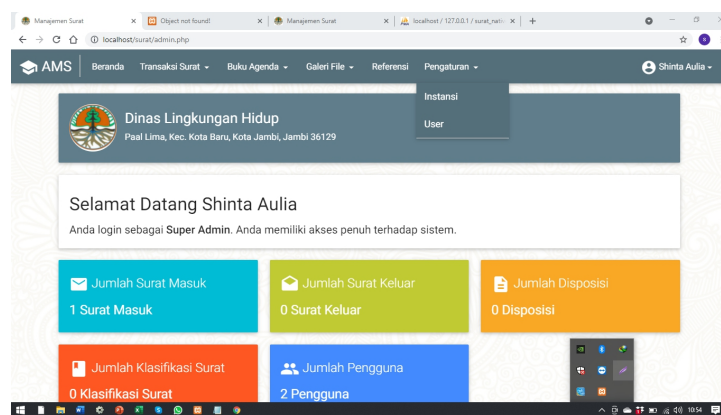 Manajemen Surat
Object not found!
Manajemen Surat
localhost / 127.0.0.1 / surat_nati
localhost/surat/admin.php
AMS
Beranda
Transaksi Surat
Buku Agenda
Galeri File
Referensi
Pengaturan
Shinta Aulia
Instansi
User
Dinas Lingkungan Hidup
Paal Lima, Kec. Kota Baru, Kota Jambi, Jambi 36129
Selamat Datang Shinta Aulia
Anda login sebagai Super Admin. Anda memiliki akses penuh terhadap sistem.
Jumlah Surat Masuk
1 Surat Masuk
Jumlah Surat Keluar
0 Surat Keluar
Jumlah Disposisi
0 Disposisi
Jumlah Klasifikasi Surat
0 Klasifikasi Surat
Jumlah Pengguna
2 Pengguna
10:54